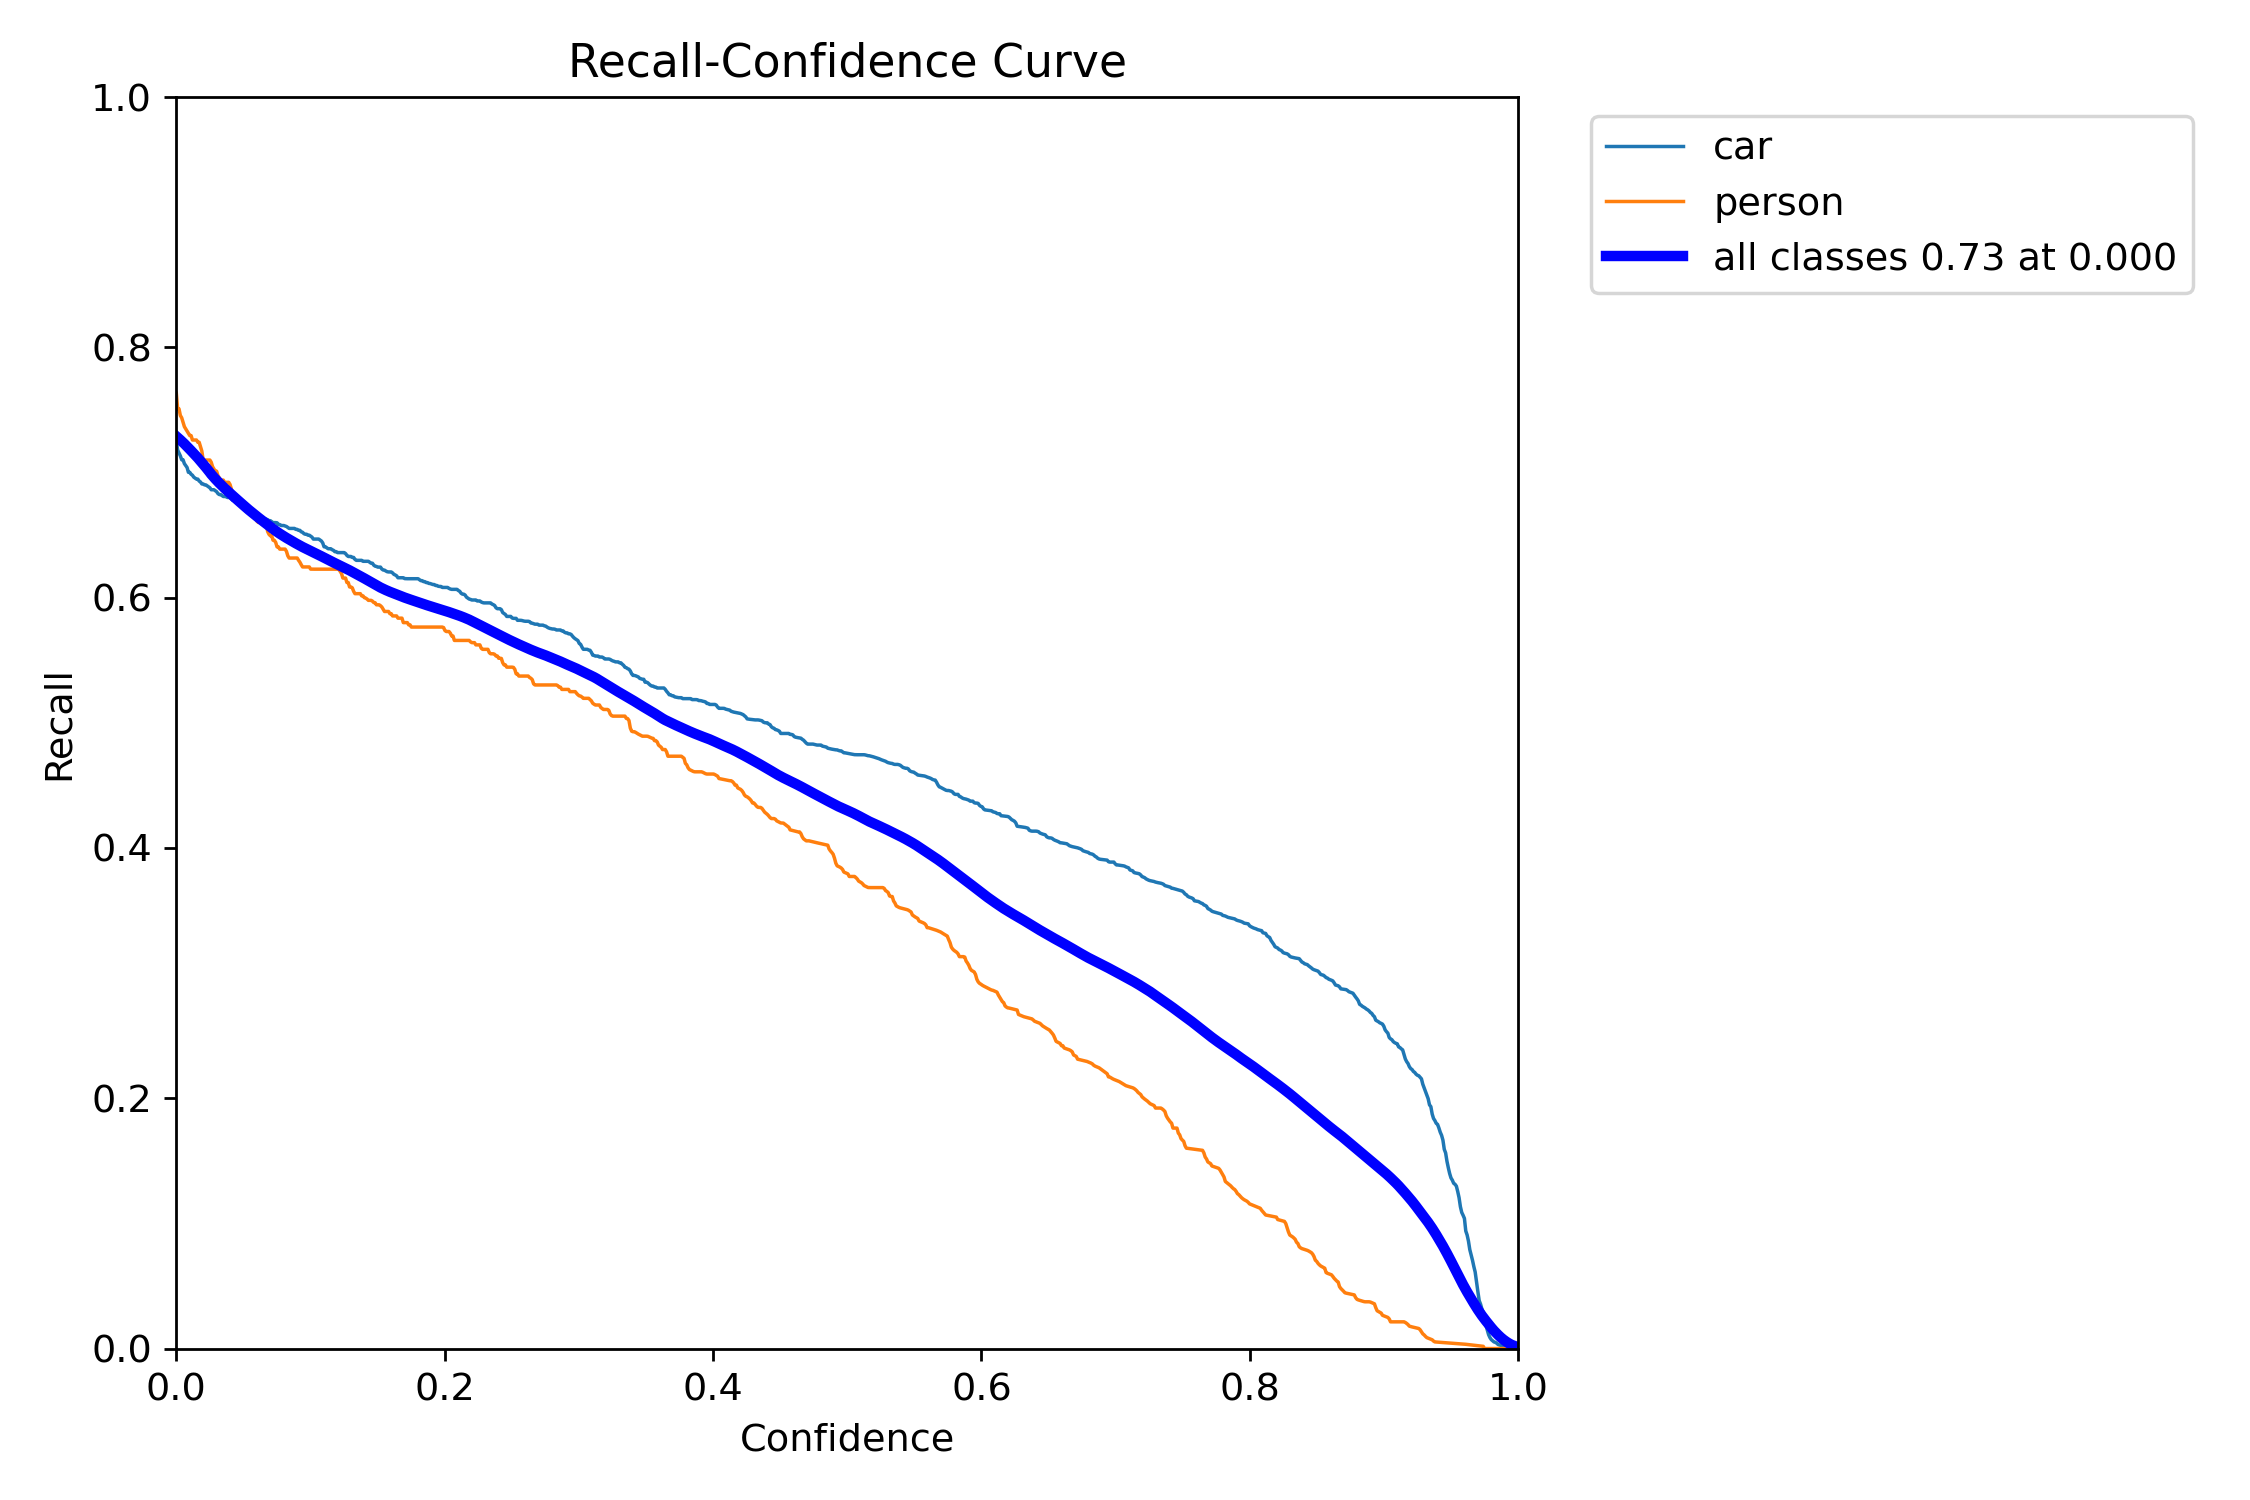 Recall-Confidence Curve
1.0
0.8
0.6
0.4
0.2
0.0
Recall
0.0 0.2 0.4 0.6 0.8 1.0
Confidence
car
person
all classes 0.73 at 0.000